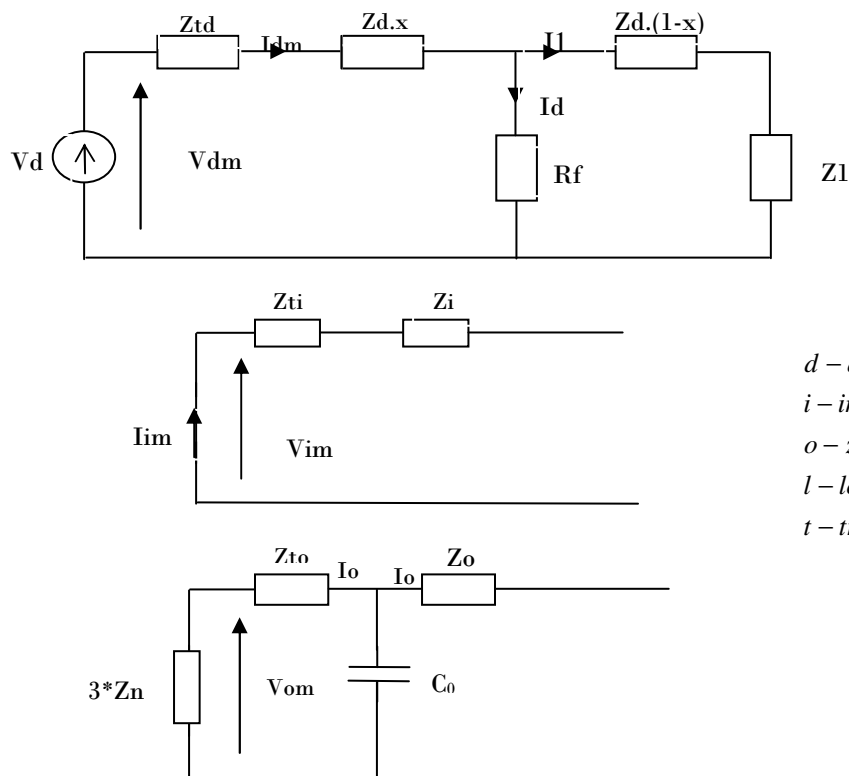 Ztd
Idm
Zd.x
I1
Zd.(1-x)
Id
Vd
Vdm
Rf
Z1
Zti
Zi
Iim
Vim
d –
i –
o –
l –
t –
Zto
Io
Io
Zo
3*Zn
Vom
C₀